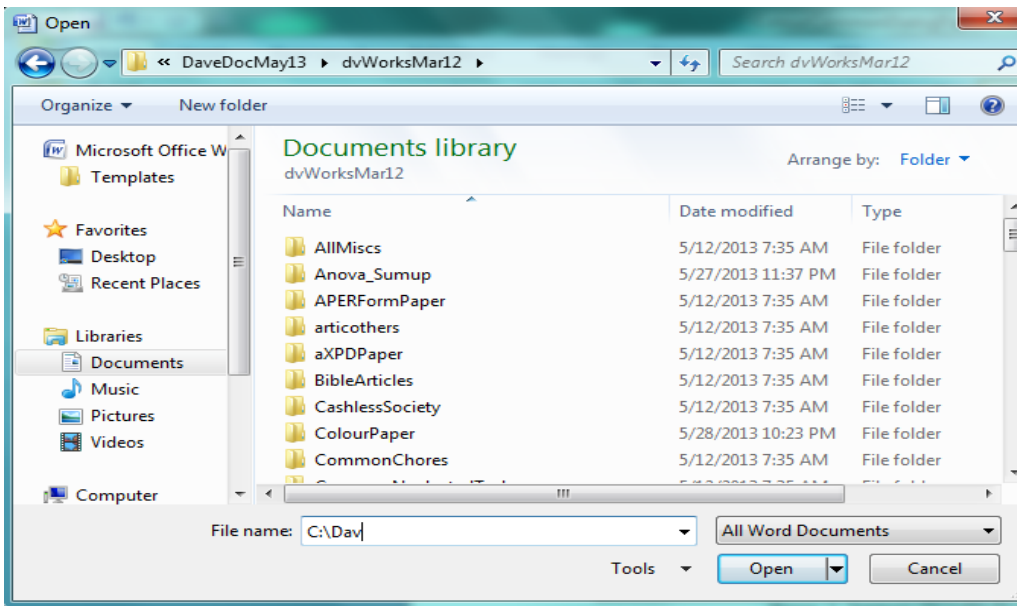 Open
« DaveDocMay13 ▸ dvWorksMar12 ▸ Search dvWorksMar12
Organize New folder
Microsoft Office W
Templates
Favorites
Desktop
Recent Places
Libraries
Documents
Music
Pictures
Videos
Computer
Documents library
dvWorksMar12
Arrange by: Folder
Name Date modified Type
AllMiscs 5/12/2013 7:35 AM File folder
Anova_Sumup 5/27/2013 11:37 PM File folder
APERFormPaper 5/12/2013 7:35 AM File folder
articothers 5/12/2013 7:35 AM File folder
aXPDPaper 5/12/2013 7:35 AM File folder
BibleArticles 5/12/2013 7:35 AM File folder
CashlessSociety 5/12/2013 7:35 AM File folder
ColourPaper 5/28/2013 10:23 PM File folder
CommonChores 5/12/2013 7:35 AM File folder
File name: C:\Dav All Word Documents
Tools Open Cancel